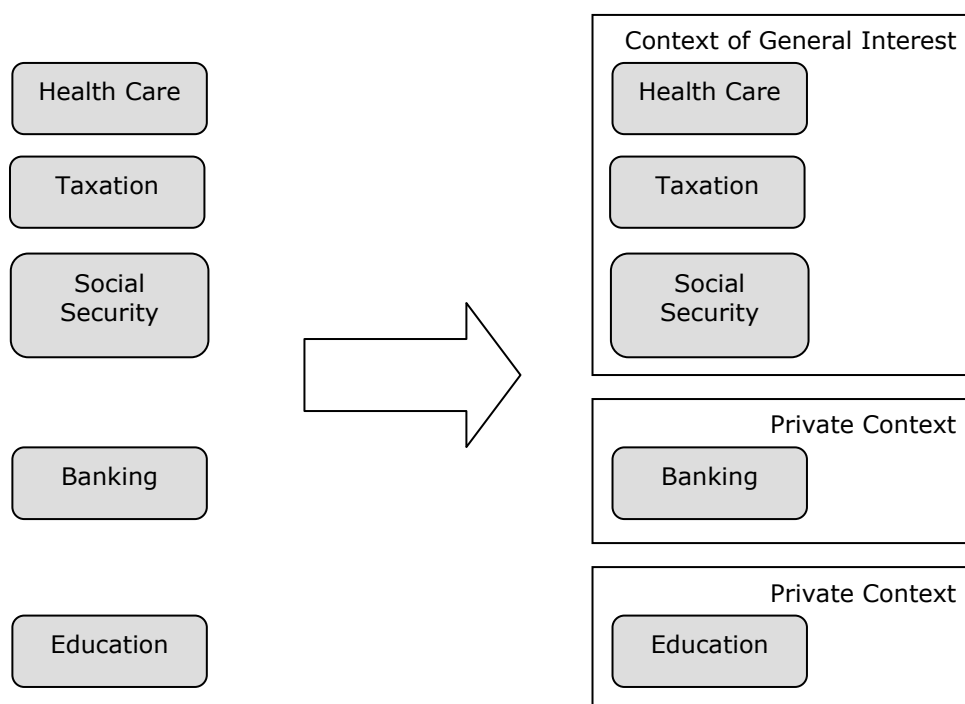 Health Care
Taxation
Social
Security
Banking
Education
Context of General Interest
Health Care
Taxation
Social
Security
Private Context
Banking
Private Context
Education